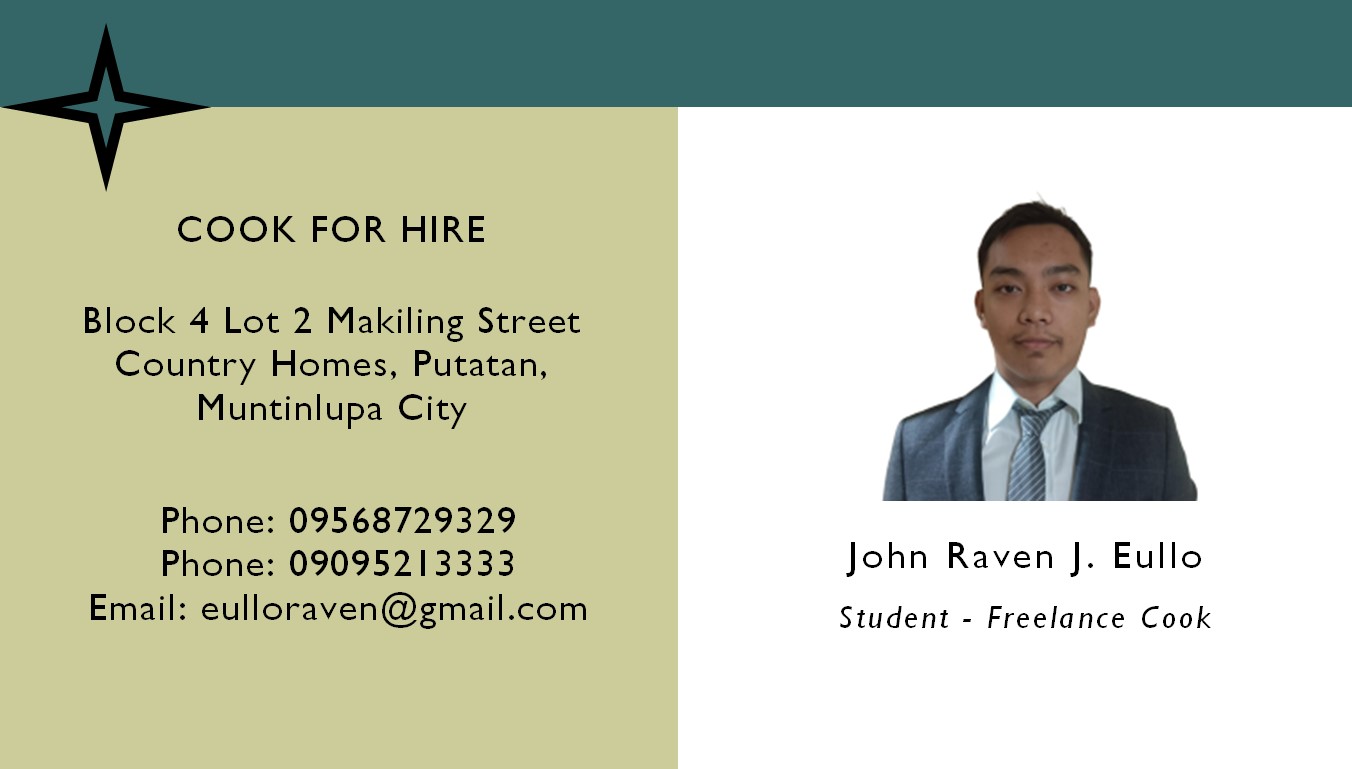 COOK FOR HIRE
Block 4 Lot 2 Makiling Street
Country Homes, Putatan,
Muntinlupa City
Phone: 09568729329
Phone: 09095213333
Email: eulloraven@gmail.com
John Raven J. Eullo
Student - Freelance Cook